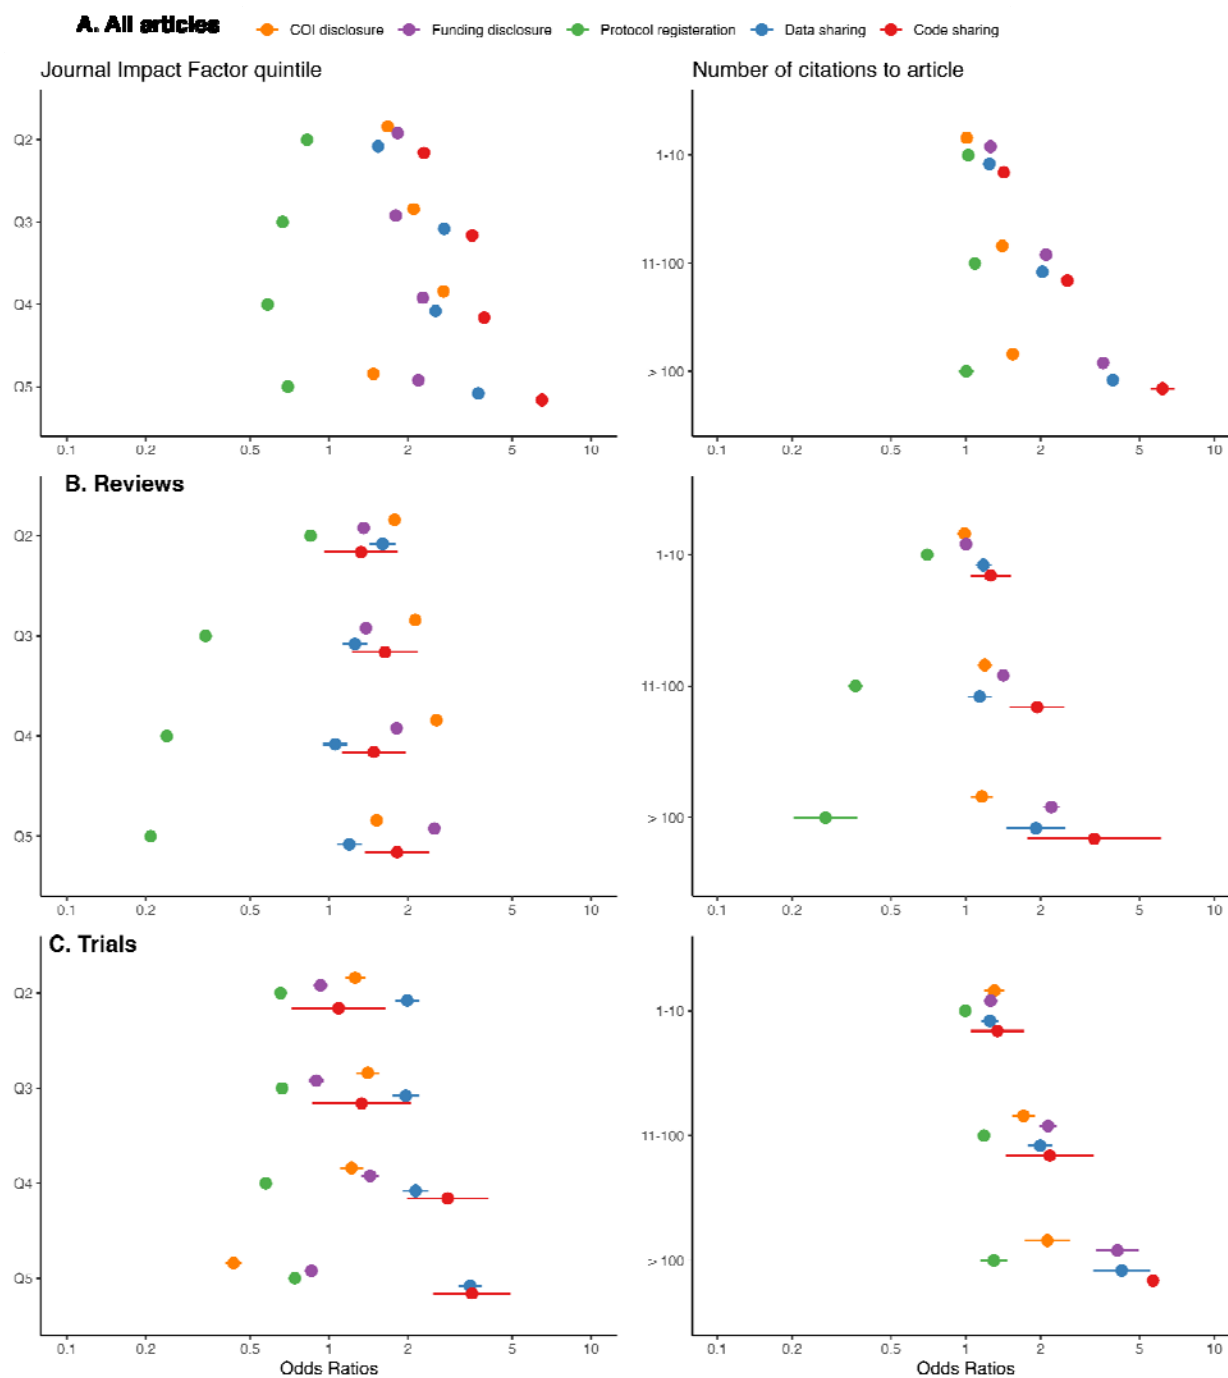 A. All articles
COI disclosure Funding disclosure Protocol registeration Data sharing Code sharing
Journal Impact Factor quintile Number of citations to article
Q2
Q3
Q4
Q5
0.1 0.2 0.5 1 2 5 10
1-10
11-100
> 100
0.1 0.2 0.5 1 2 5 10
B. Reviews
Q2
Q3
Q4
Q5
0.1 0.2 0.5 1 2 5 10
1-10
11-100
> 100
0.1 0.2 0.5 1 2 5 10
C. Trials
Q2
Q3
Q4
Q5
0.1 0.2 0.5 1 2 5 10
Odds Ratios
1-10
11-100
> 100
0.1 0.2 0.5 1 2 5 10
Odds Ratios